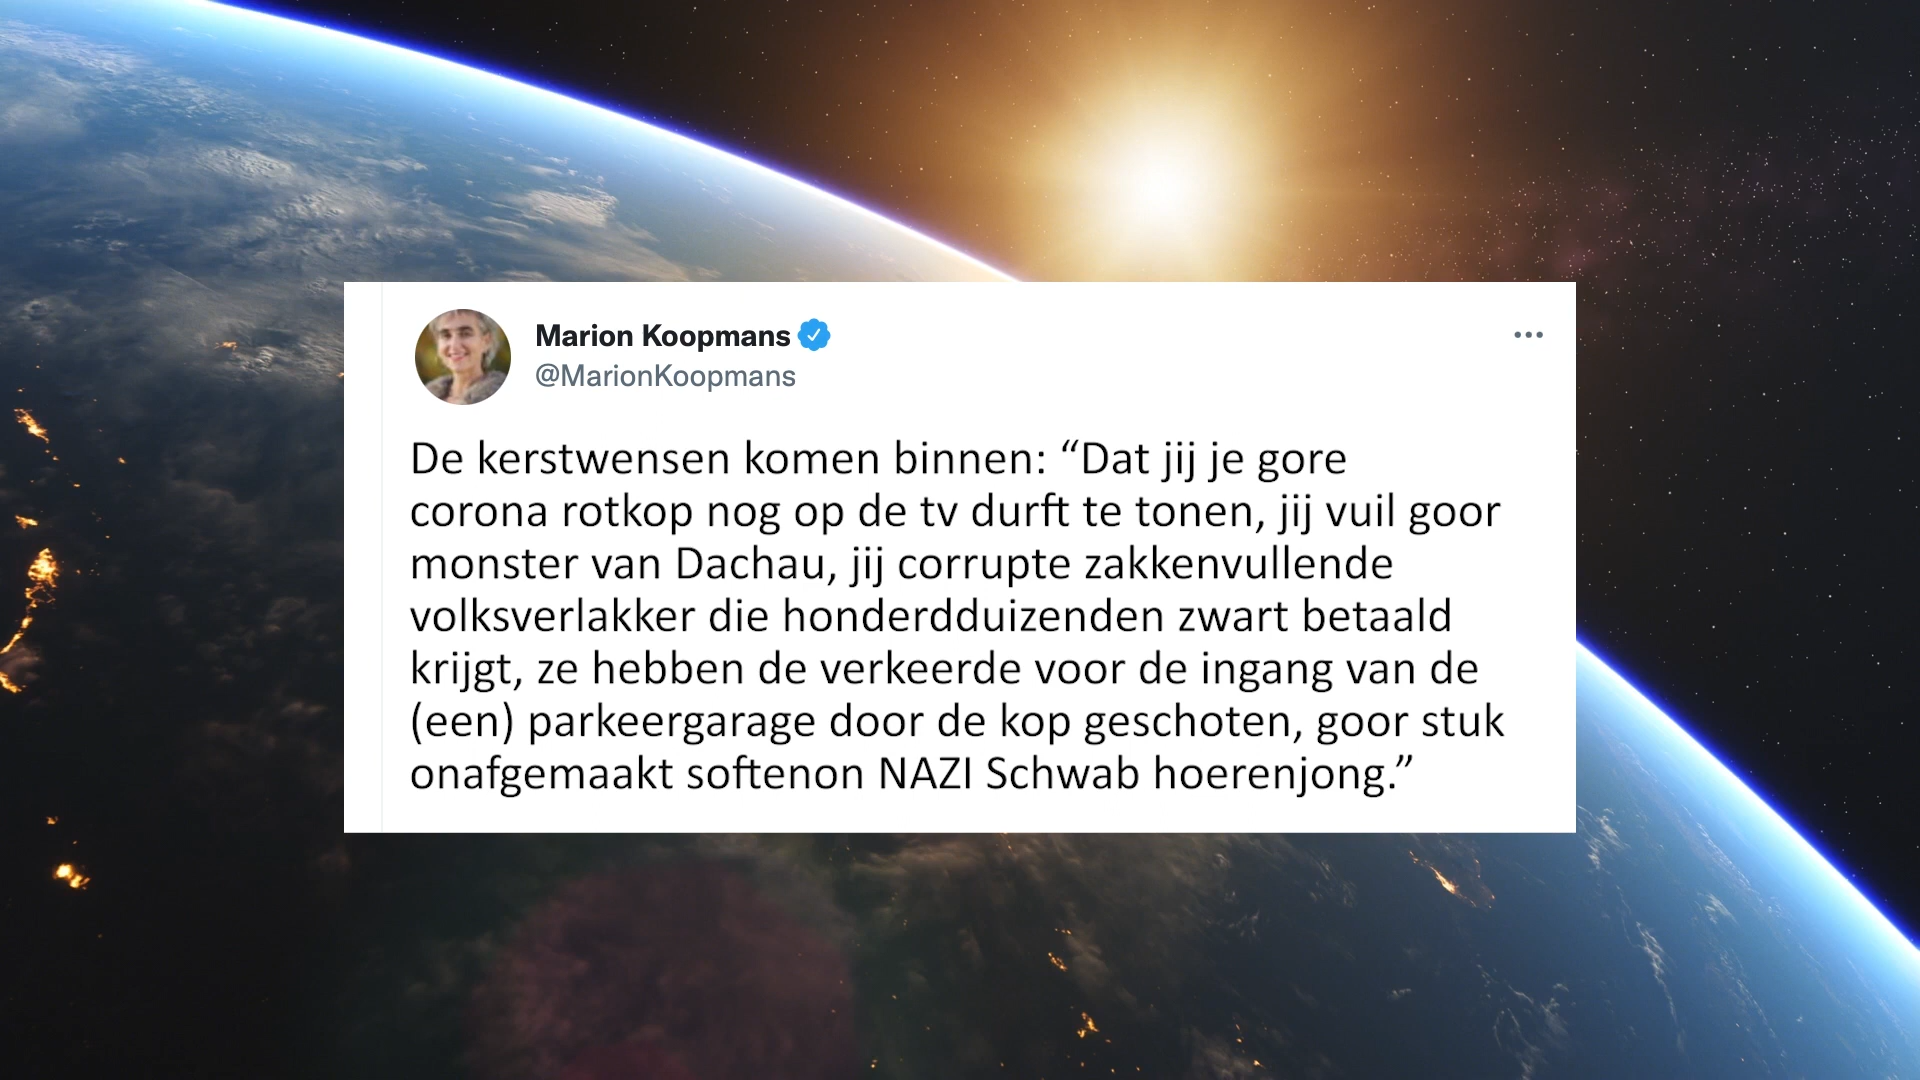 Marion Koopmans
@MarionKoopmans
De kerstwensen komen binnen: “Dat jij je gore
corona rotkop nog op de tv durft te tonen, jij vuil goor
monster van Dachau, jij corrupte zakkenvullende
volksverlakker die honderdduizenden zwart betaald
krijgt, ze hebben de verkeerde voor de ingang van de
(een) parkeergarage door de kop geschoten, goor stuk
onafgemaakt softenon NAZI Schwab hoerenjong.”